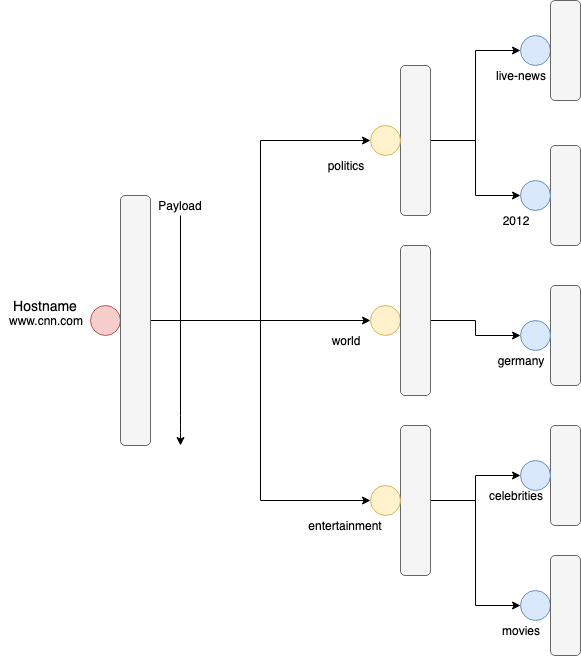 Hostname
www.cnn.com
Payload
politics
live-news
2012
world
germany
entertainment
celebrities
movies